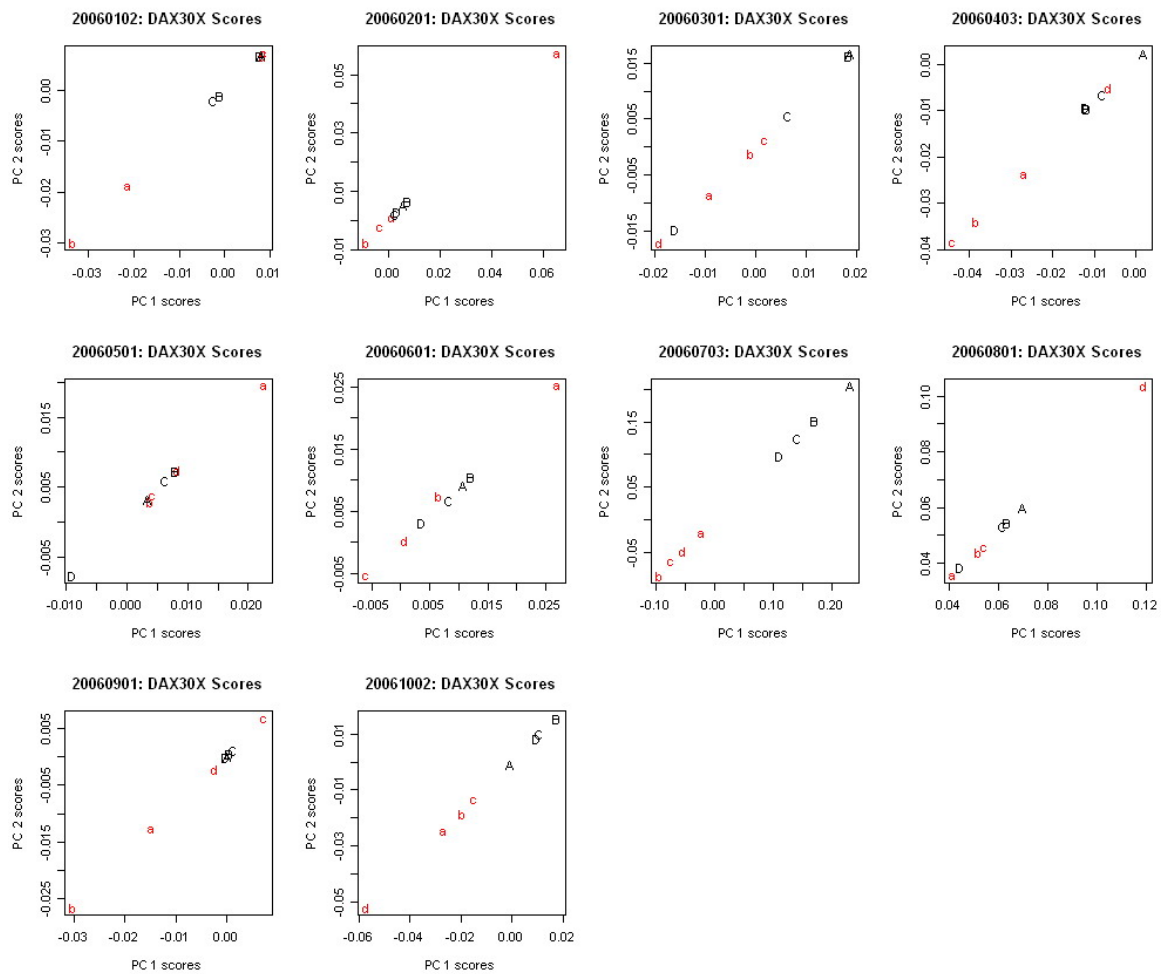 20060102: DAX30X Scores
20060201: DAX30X Scores
20060301: DAX30X Scores
20060403: DAX30X Scores
PC 2 scores
0.00
-0.01
-0.02
-0.03
a
b
C
B
A
-0.03 -0.02 -0.01 0.00 0.01
PC 1 scores
PC 2 scores
0.05
0.03
0.01
-0.01
a
b
c
A
B
0.00 0.02 0.04 0.06
PC 1 scores
PC 2 scores
0.015
0.005
-0.005
-0.015
A
B
C
c
b
a
D
d
-0.02 -0.01 0.00 0.01 0.02
PC 1 scores
PC 2 scores
0.00
-0.01
-0.02
-0.03
-0.04
A
d
C
a
b
c
-0.04 -0.03 -0.02 -0.01 0.00
PC 1 scores
20060501: DAX30X Scores
20060601: DAX30X Scores
20060703: DAX30X Scores
20060801: DAX30X Scores
PC 2 scores
0.015
0.005
-0.005
a
C
c
A
D
-0.010 0.000 0.010 0.020
PC 1 scores
PC 2 scores
0.025
0.015
0.005
-0.005
a
B
A
b
C
D
d
c
-0.005 0.005 0.015 0.025
PC 1 scores
PC 2 scores
0.15
0.05
-0.05
A
B
C
D
a
d
c
b
-0.10 0.00 0.10 0.20
PC 1 scores
PC 2 scores
0.10
0.08
0.06
0.04
d
A
B
C
c
b
D
a
0.04 0.06 0.08 0.10 0.12
PC 1 scores
20060901: DAX30X Scores
20061002: DAX30X Scores
PC 2 scores
0.005
-0.005
-0.015
-0.025
c
C
d
a
b
-0.03 -0.02 -0.01 0.00
PC 1 scores
PC 2 scores
0.01
-0.01
-0.03
-0.05
B
C
D
A
c
b
a
d
-0.06 -0.04 -0.02 0.00 0.02
PC 1 scores